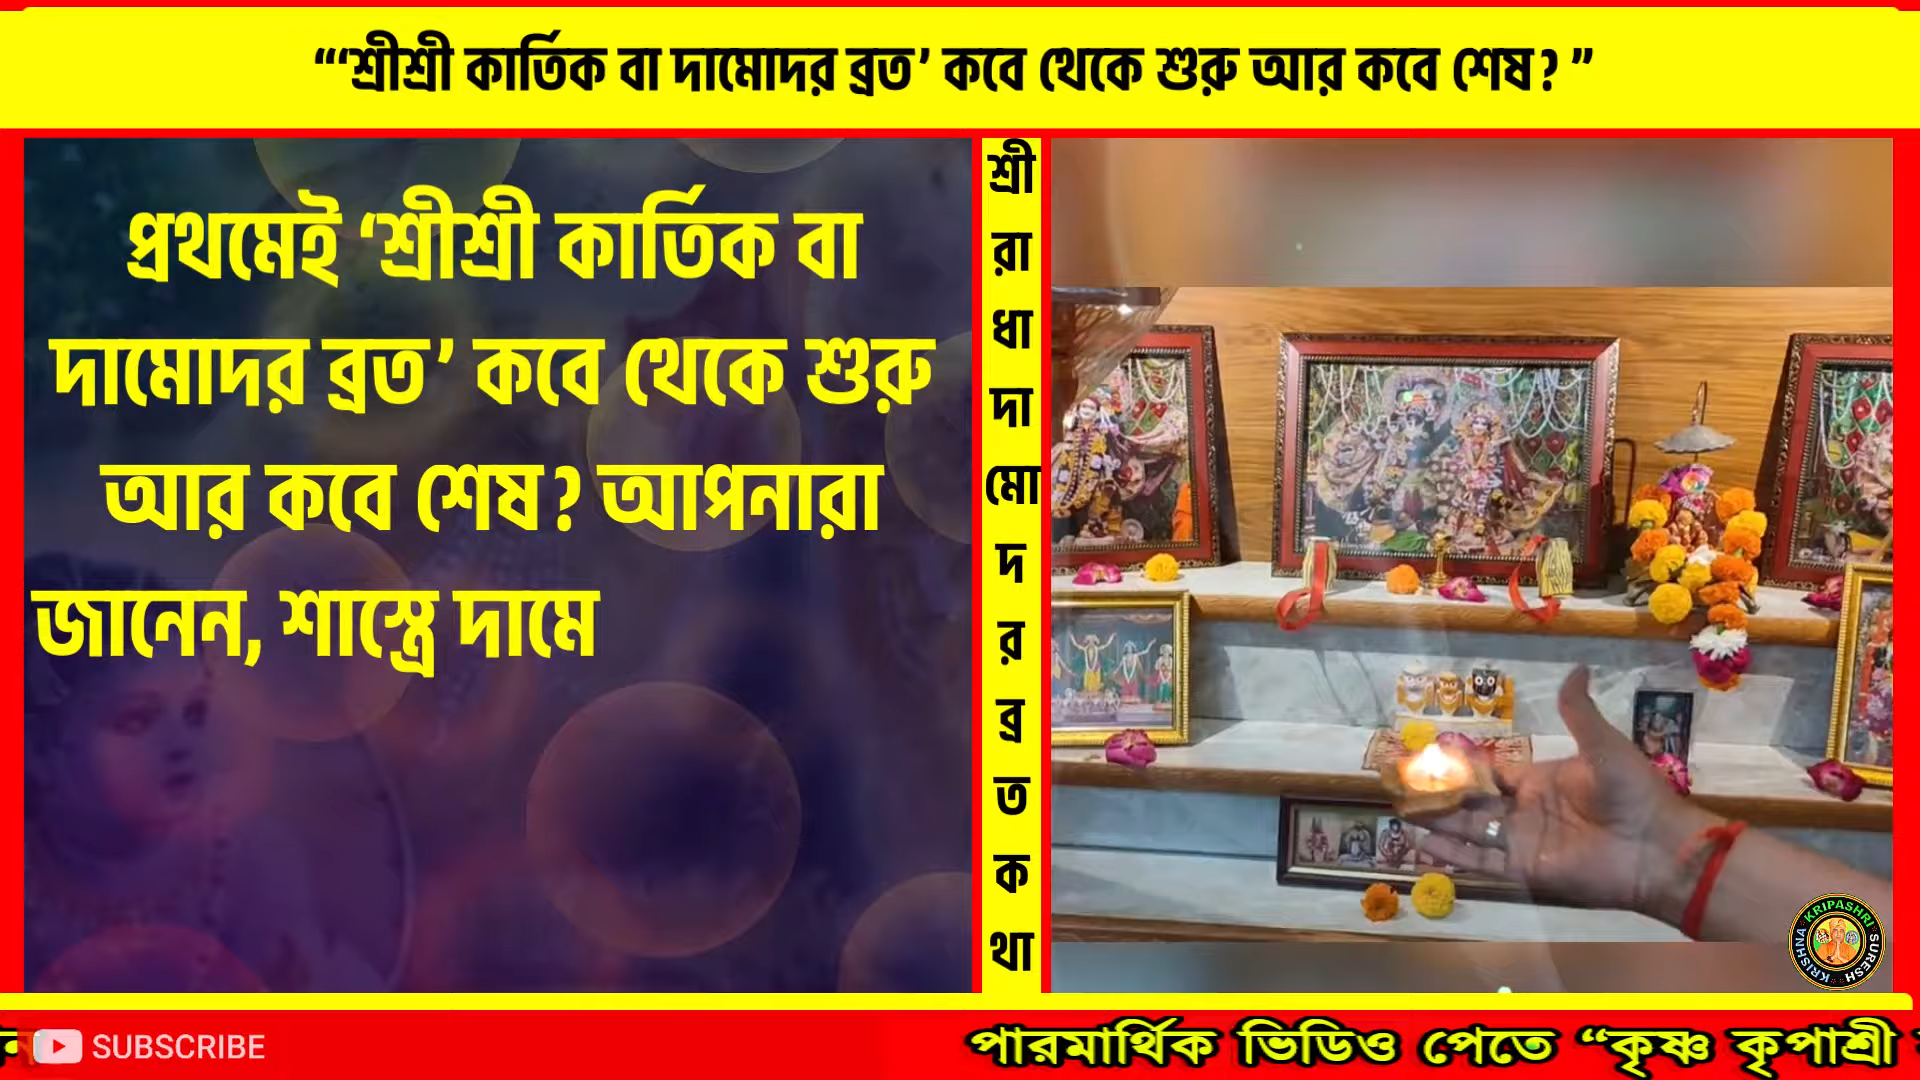 “‘শ্রীশ্রী কার্তিক বা দামোদর ব্রত’ কবে থেকে শুরু আর কবে শেষ? ”
প্রথমেই ‘শ্রীশ্রী কার্তিক বা
দামোদর ব্রত’ কবে থেকে শুরু
আর কবে শেষ? আপনারা
জানেন, শাস্ত্রে দামে
শ্রী
রা
ধা
দা
মো
দ
র
ব্র
ত
ক
থা
KRISHNA KRIPASHRI SURESH
SUBSCRIBE
পারমার্থিক ভিডিও পেতে “কৃষ্ণ কৃপাশ্রী